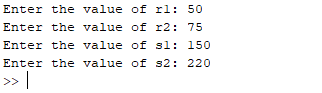 Enter the value of r1: 50
Enter the value of r2: 75
Enter the value of s1: 150
Enter the value of s2: 220
>>